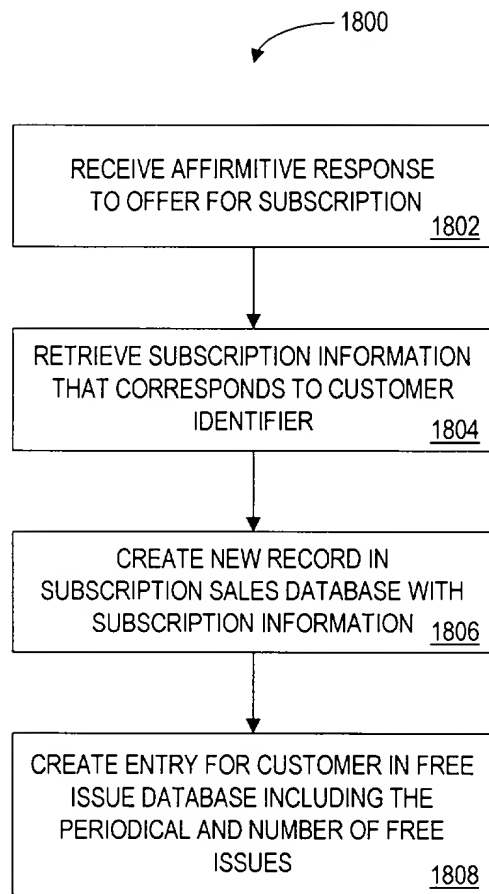 1800
RECEIVE AFFIRMITIVE RESPONSE
TO OFFER FOR SUBSCRIPTION
1802
RETRIEVE SUBSCRIPTION INFORMATION
THAT CORRESPONDS TO CUSTOMER
IDENTIFIER
1804
CREATE NEW RECORD IN
SUBSCRIPTION SALES DATABASE WITH
SUBSCRIPTION INFORMATION
1806
CREATE ENTRY FOR CUSTOMER IN FREE
ISSUE DATABASE INCLUDING THE
PERIODICAL AND NUMBER OF FREE
ISSUES
1808